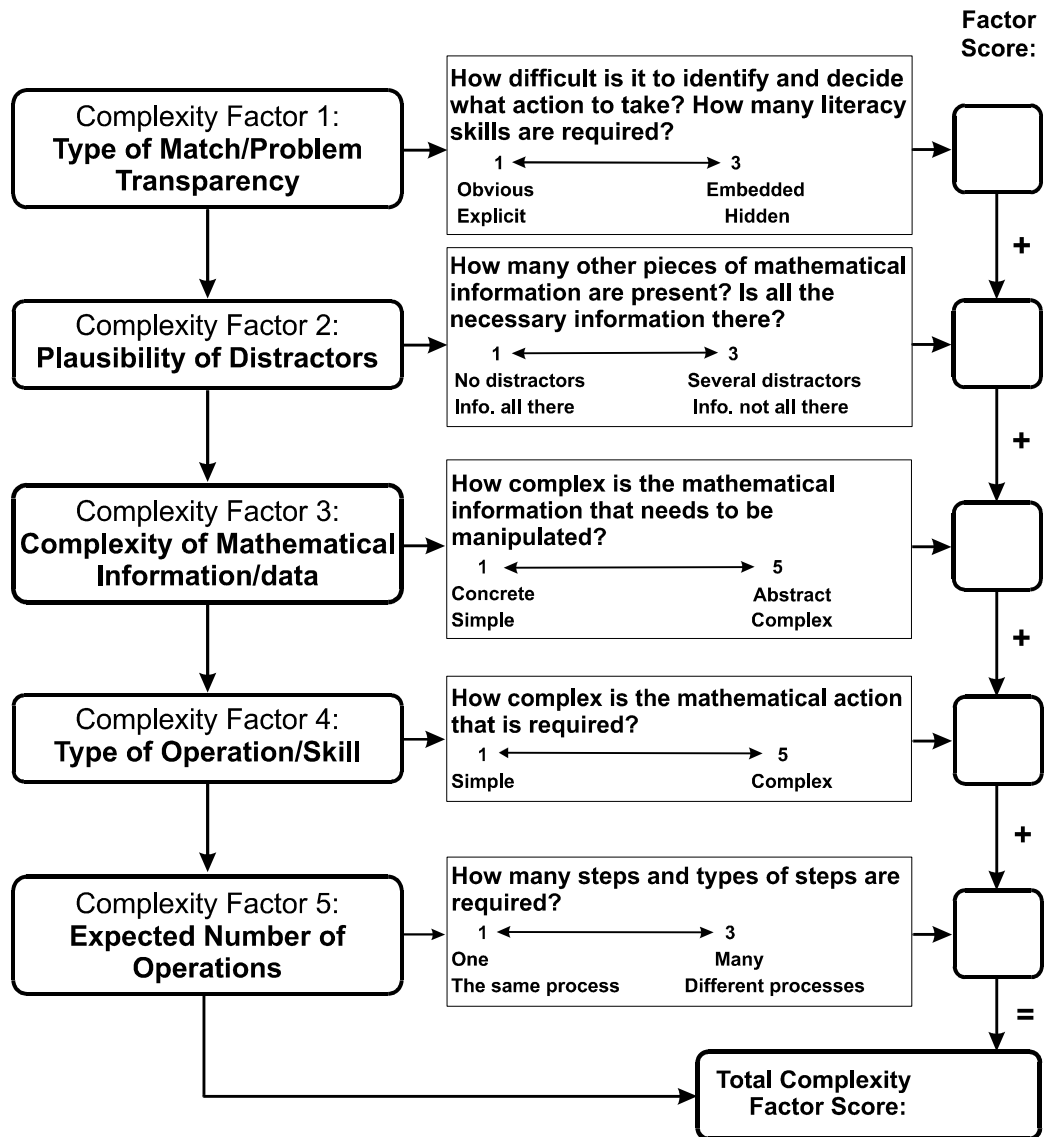 Factor
Score:
Complexity Factor 1:
Type of Match/Problem
Transparency
How difficult is it to identify and decide
what action to take? How many literacy
skills are required?
1 3
Obvious Embedded
Explicit Hidden
+
Complexity Factor 2:
Plausibility of Distractors
How many other pieces of mathematical
information are present? Is all the
necessary information there?
1 3
No distractors Several distractors
Info. all there Info. not all there
+
Complexity Factor 3:
Complexity of Mathematical
Information/data
How complex is the mathematical
information that needs to be
manipulated?
1 5
Concrete Abstract
Simple Complex
+
Complexity Factor 4:
Type of Operation/Skill
How complex is the mathematical action
that is required?
1 5
Simple Complex
+
Complexity Factor 5:
Expected Number of
Operations
How many steps and types of steps are
required?
1 3
One Many
The same process Different processes
=
Total Complexity
Factor Score: